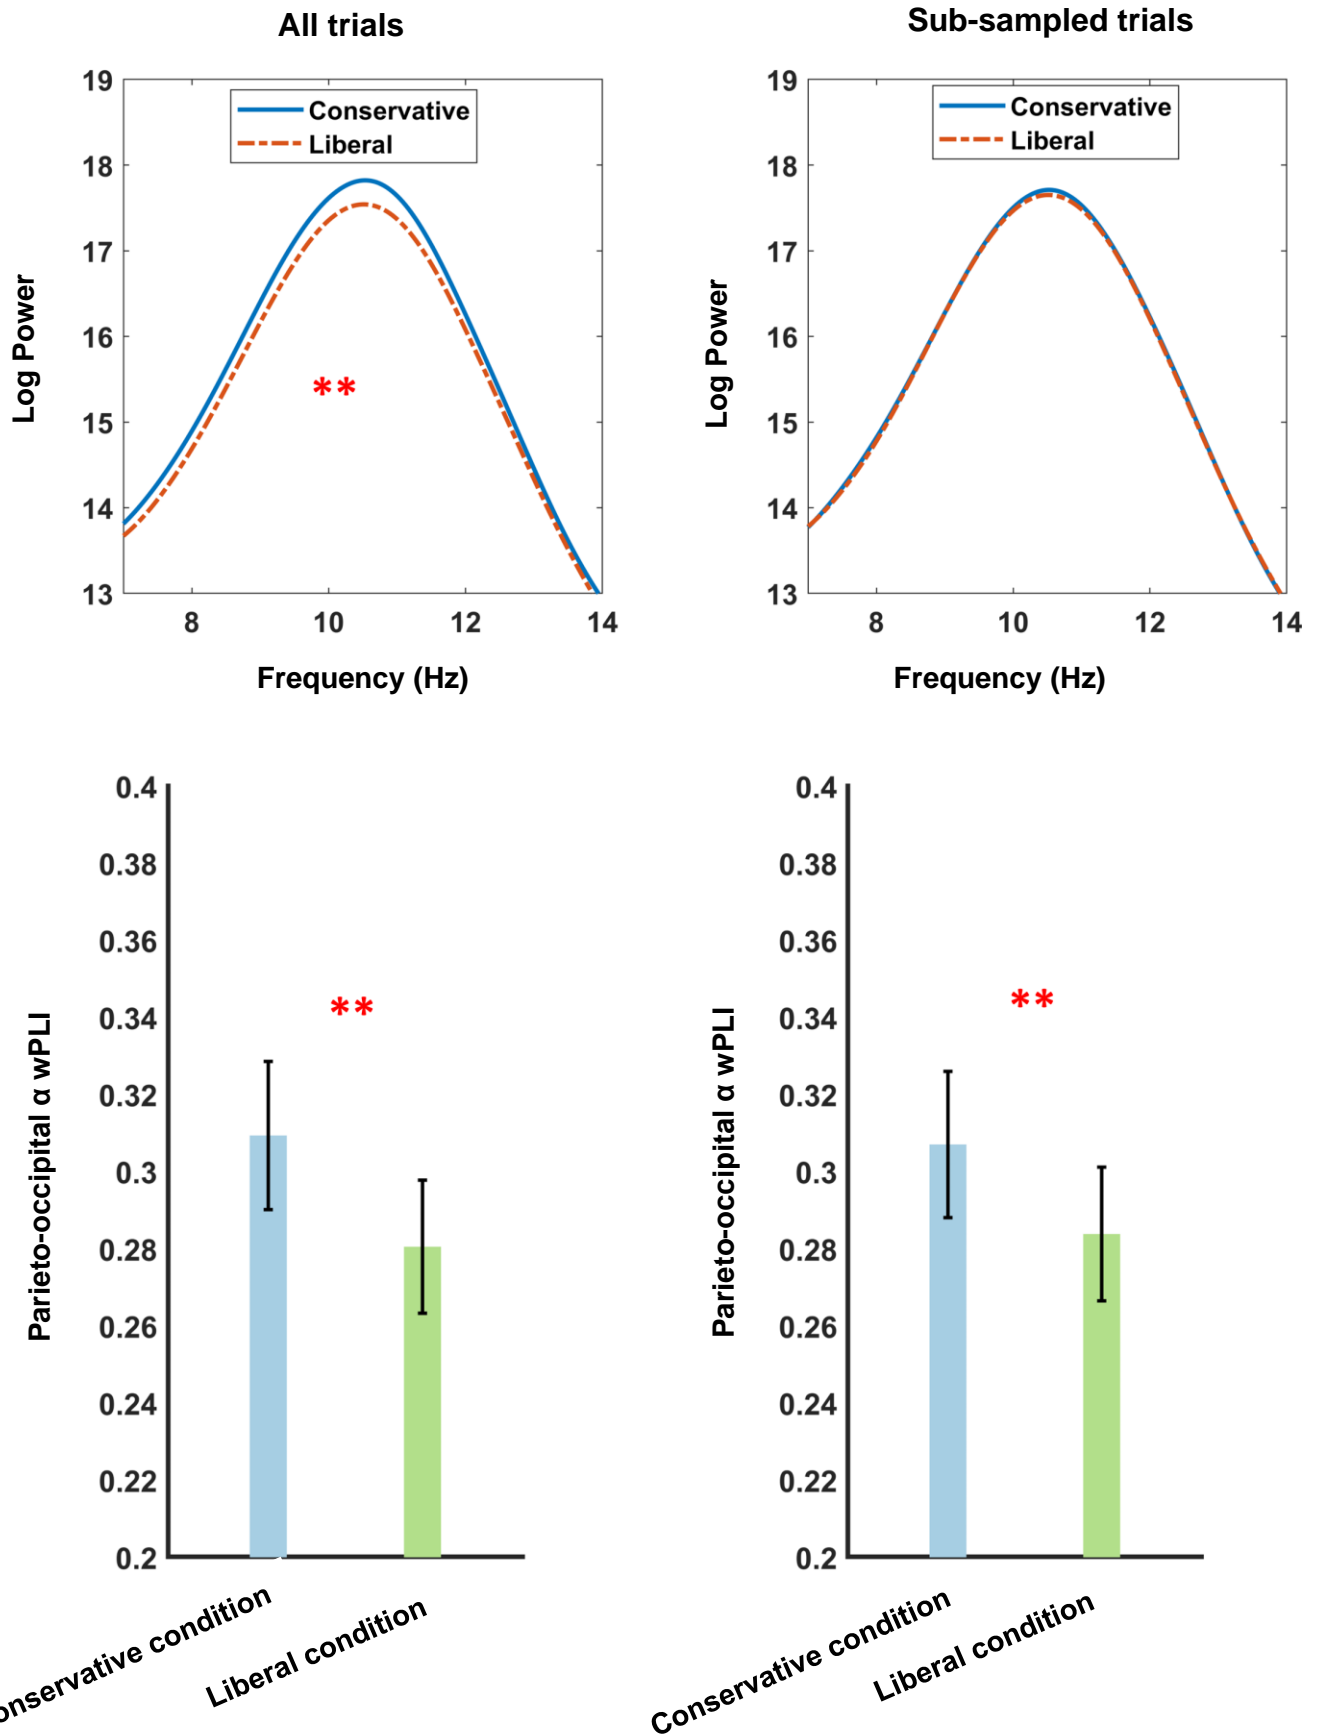 All trials
Sub-sampled trials
19
18
17
16
15
14
13
8
10
12
14
Conservative
Liberal
**
Log Power
Frequency (Hz)
19
18
17
16
15
14
13
8
10
12
14
Conservative
Liberal
Log Power
Frequency (Hz)
0.4
0.38
0.36
0.34
0.32
0.3
0.28
0.26
0.24
0.22
0.2
**
Parieto-occipital α wPLI
onservative condition
Liberal condition
0.4
0.38
0.36
0.34
0.32
0.3
0.28
0.26
0.24
0.22
0.2
**
Parieto-occipital α wPLI
Conservative condition
Liberal condition